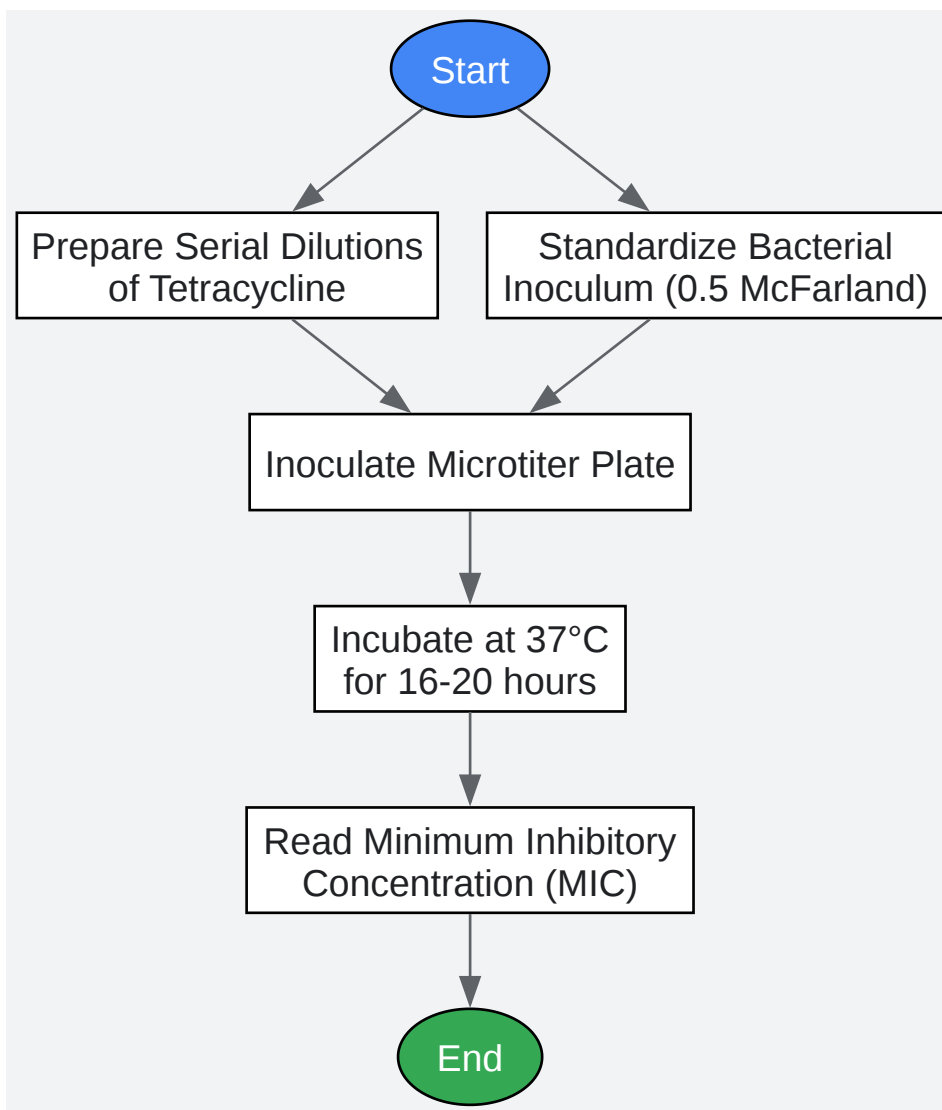 Start
Prepare Serial Dilutions
of Tetracycline
Standardize Bacterial
Inoculum (0.5 McFarland)
Inoculate Microtiter Plate
Incubate at 37°C
for 16-20 hours
Read Minimum Inhibitory
Concentration (MIC)
End